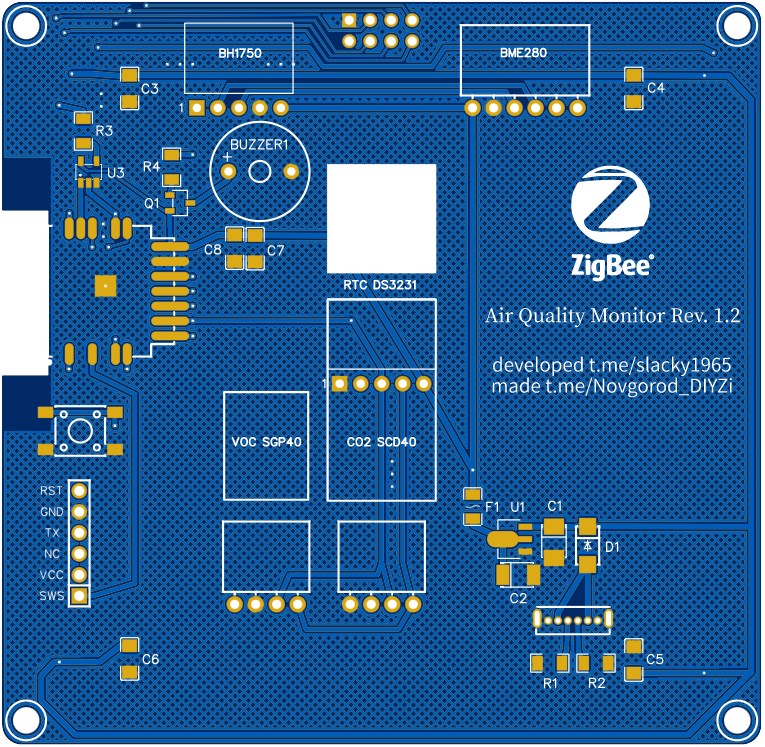 BH1750
BME280
C3
C4
1
R3
BUZZER1
+
R4
U3
Q1
C8
C7
ZigBee
RTC DS3231
Air Quality Monitor Rev. 1.2
developed t.me/slacky1965
made t.me/Novgorod_DIYZi
1
VOC SGP40
CO2 SCD40
RST
GND
TX
NC
VCC
SWS
F1
U1
C1
D1
C2
C6
C5
R1
R2